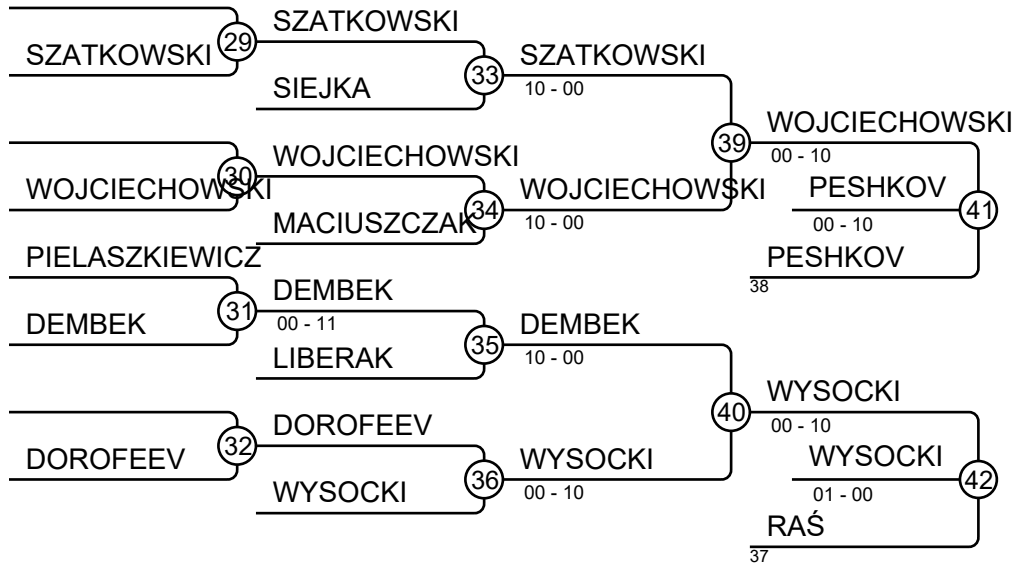 SZATKOWSKI
29
SZATKOWSKI
SIEJKA
33
SZATKOWSKI
10 - 00
WOJCIECHOWSKI
30
WOJCIECHOWSKI
MACIUSZCZAK
34
WOJCIECHOWSKI
10 - 00
39
WOJCIECHOWSKI
00 - 10
PESHKOV
00 - 10
41
PESHKOV
38
PIELASZKIEWICZ
DEMBEK
31
DEMBEK
00 - 11
LIBERAK
35
DEMBEK
10 - 00
DOROFEEV
32
DOROFEEV
WYSOCKI
36
WYSOCKI
00 - 10
40
WYSOCKI
00 - 10
WYSOCKI
01 - 00
42
RAŚ
37